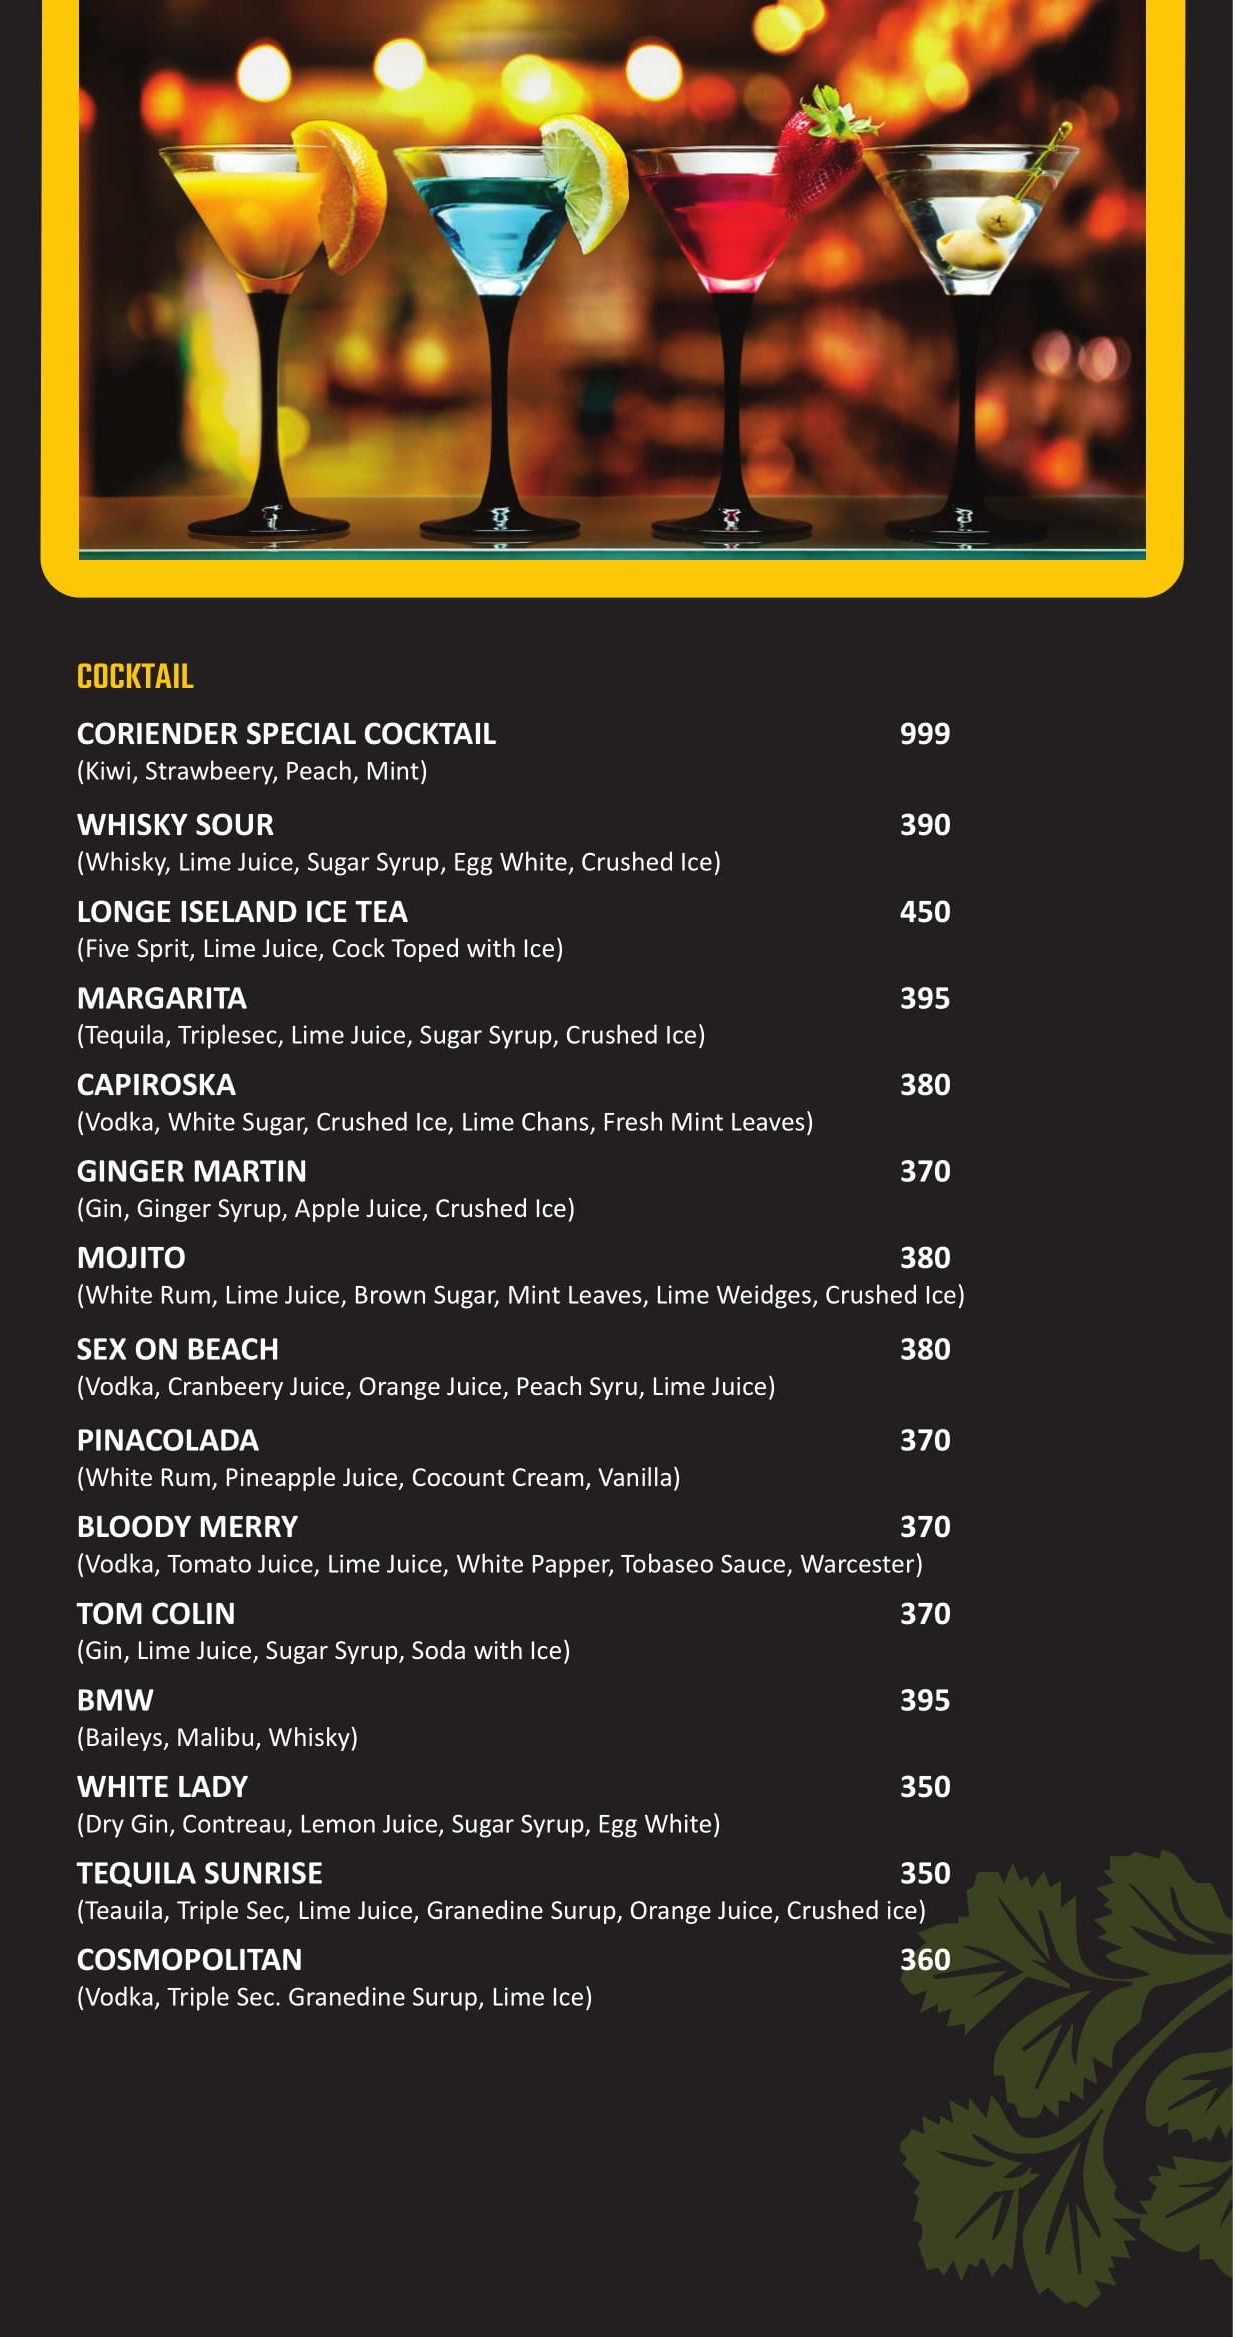 COCKTAIL
CORIENDER SPECIAL COCKTAIL 999
(Kiwi, Strawbeery, Peach, Mint)
WHISKY SOUR 390
(Whisky, Lime Juice, Sugar Syrup, Egg White, Crushed Ice)
LONGE ISELAND ICE TEA 450
(Five Sprit, Lime Juice, Cock Toped with Ice)
MARGARITA 395
(Tequila, Triplesec, Lime Juice, Sugar Syrup, Crushed Ice)
CAPIROSKA 380
(Vodka, White Sugar, Crushed Ice, Lime Chans, Fresh Mint Leaves)
GINGER MARTIN 370
(Gin, Ginger Syrup, Apple Juice, Crushed Ice)
MOJITO 380
(White Rum, Lime Juice, Brown Sugar, Mint Leaves, Lime Weidges, Crushed Ice)
SEX ON BEACH 380
(Vodka, Cranbeery Juice, Orange Juice, Peach Syru, Lime Juice)
PINACOLADA 370
(White Rum, Pineapple Juice, Cocount Cream, Vanilla)
BLOODY MERRY 370
(Vodka, Tomato Juice, Lime Juice, White Papper, Tobaseo Sauce, Warcester)
TOM COLIN 370
(Gin, Lime Juice, Sugar Syrup, Soda with Ice)
BMW 395
(Baileys, Malibu, Whisky)
WHITE LADY 350
(Dry Gin, Contreau, Lemon Juice, Sugar Syrup, Egg White)
TEQUILA SUNRISE 350
(Teauila, Triple Sec, Lime Juice, Granedine Surup, Orange Juice, Crushed ice)
COSMOPOLITAN 360
(Vodka, Triple Sec. Granedine Surup, Lime Ice)